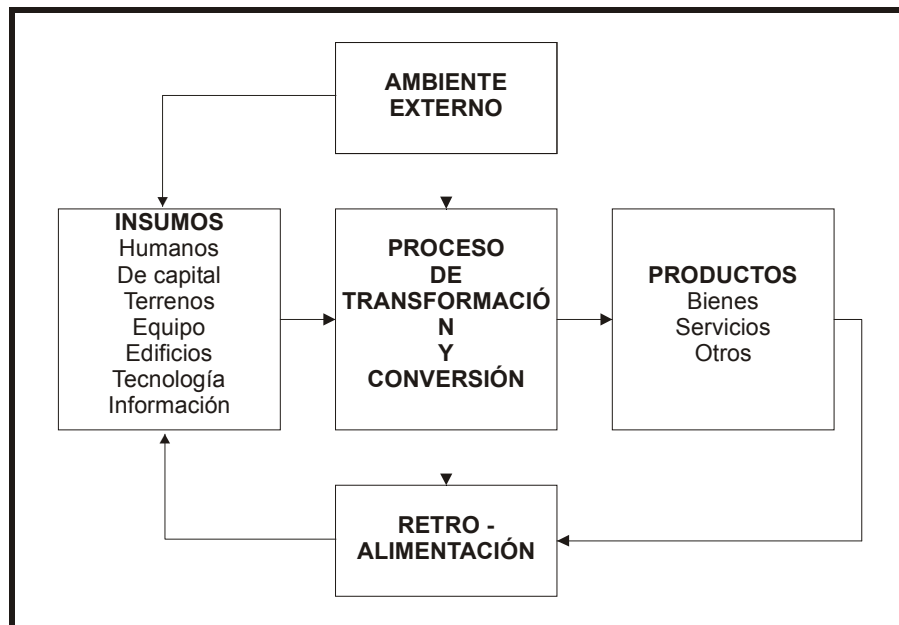 AMBIENTE
EXTERNO
INSUMOS
Humanos
De capital
Terrenos
Equipo
Edificios
Tecnología
Información
PROCESO
DE
TRANSFORMACIÓ
N
Y
CONVERSIÓN
PRODUCTOS
Bienes
Servicios
Otros
RETRO -
ALIMENTACIÓN